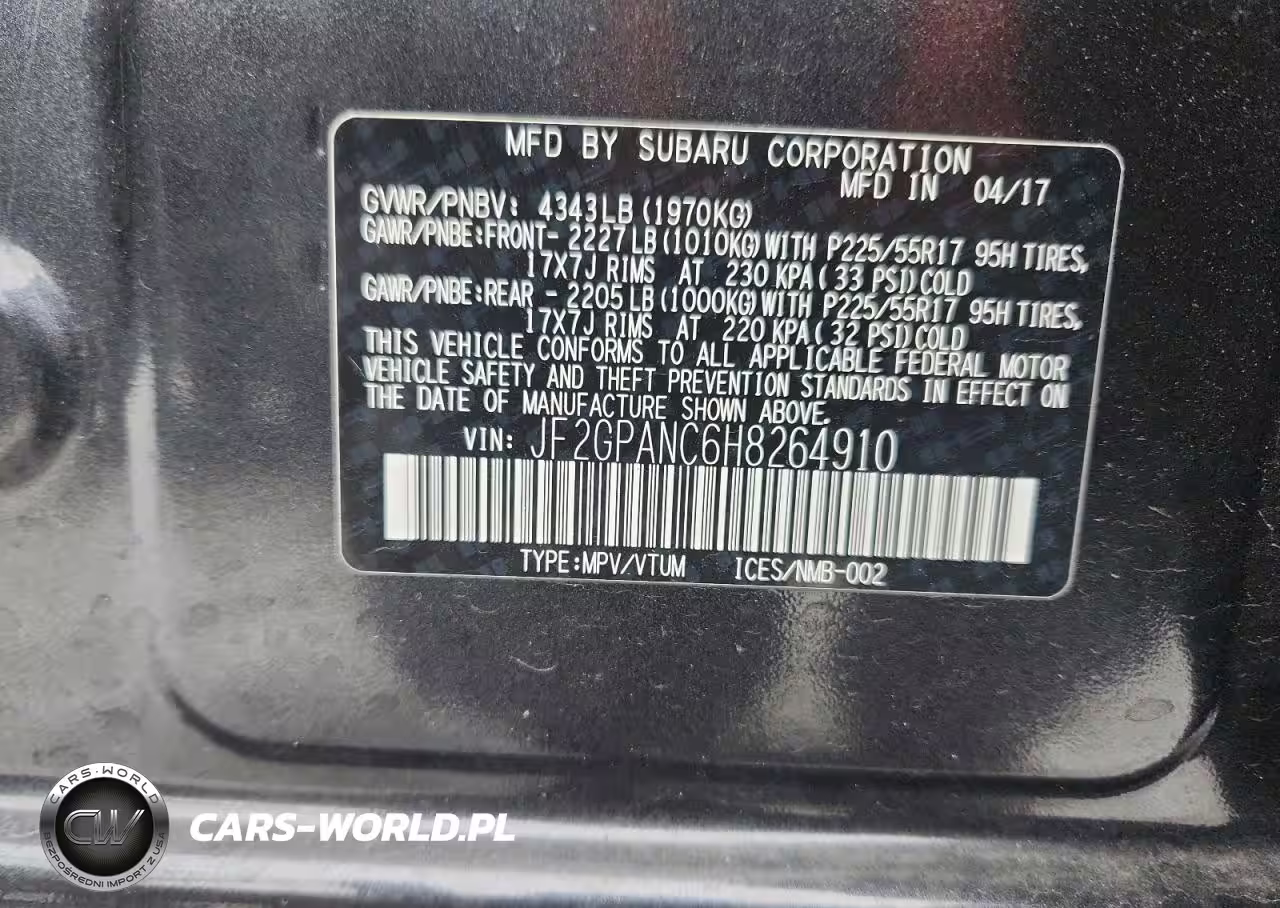 MFD BY SUBARU CORPORATION
MFD IN 04/17
GVWR/PNBV: 4343LB(1970KG)
GAWR/PNBE:FRONT- 2227LB(1010KG)WITH P225/55R17 95H TIRES,
17X7J RIMS AT 230 KPA( 33 PSI)COLD
GAWR/PNBE:REAR - 2205LB(1000KG)WITH P225/55R17 95H TIRES,
17X7J RIMS AT 220 KPA( 32 PSI)COLD
THIS VEHICLE CONFORMS TO ALL APPLICABLE FEDERAL MOTOR
VEHICLE SAFETY AND THEFT PREVENTION STANDARDS IN EFFECT ON
THE DATE OF MANUFACTURE SHOWN ABOVE.
VIN: JF2GPANC6H8264910
TYPE:MPV/VTUM ICES/NMB-002
CARS-WORLD
CW
BEZPOŚREDNI IMPORT Z USA
CARS-WORLD.PL